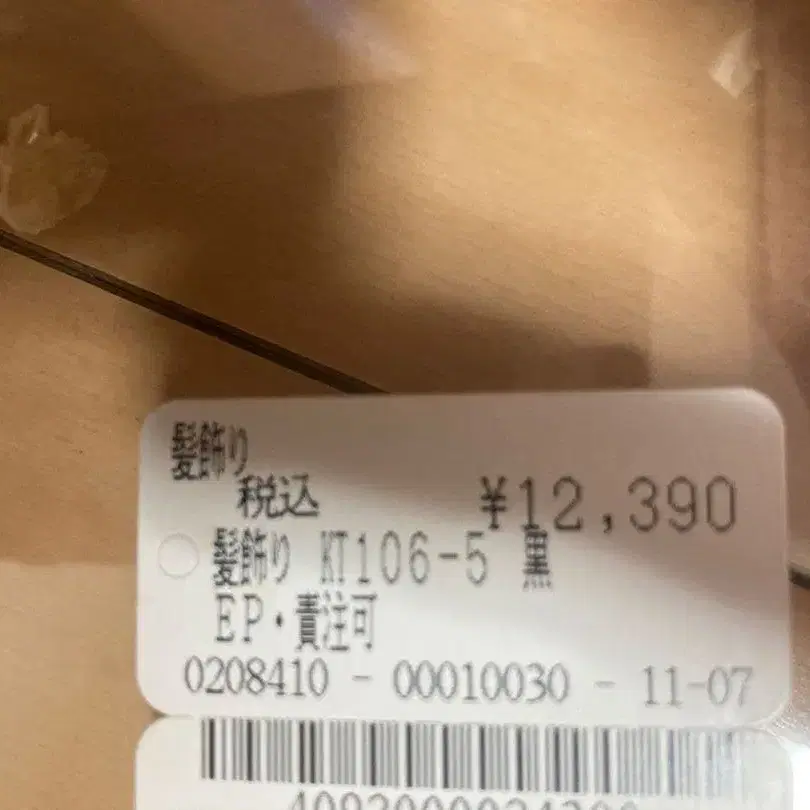 髪飾り
税込 ¥12,390
髪飾り KT106-5 黒
EP・責注可
0208410 - 00010030 - 11-07